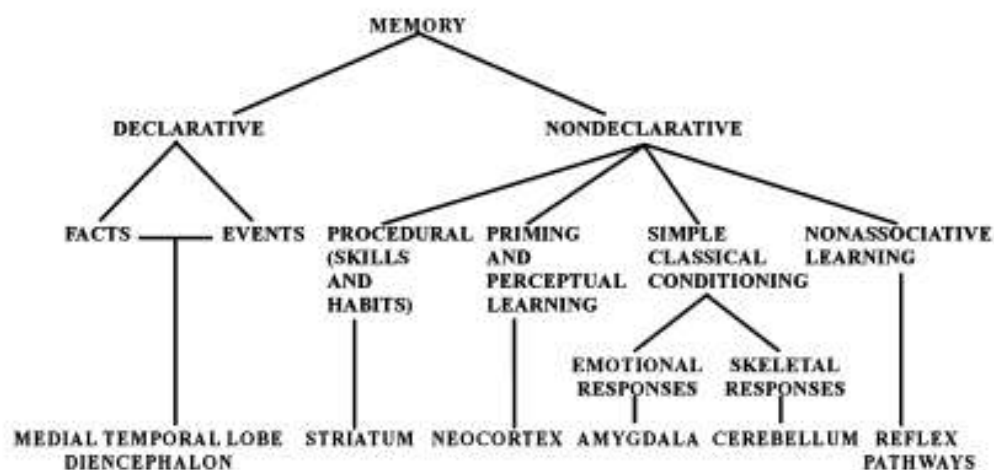 MEMORY
DECLARATIVE
NONDECLARATIVE
FACTS
EVENTS
PROCEDURAL
(SKILLS
AND
HABITS)
PRIMING
AND
PERCEPTUAL
LEARNING
SIMPLE
CLASSICAL
CONDITIONING
NONASSOCIATIVE
LEARNING
EMOTIONAL
RESPONSES
SKELETAL
RESPONSES
MEDIAL TEMPORAL LOBE
DIENCEPHALON
STRIATUM
NEOCORTEX
AMYGDALA
CEREBELLUM
REFLEX
PATHWAYS